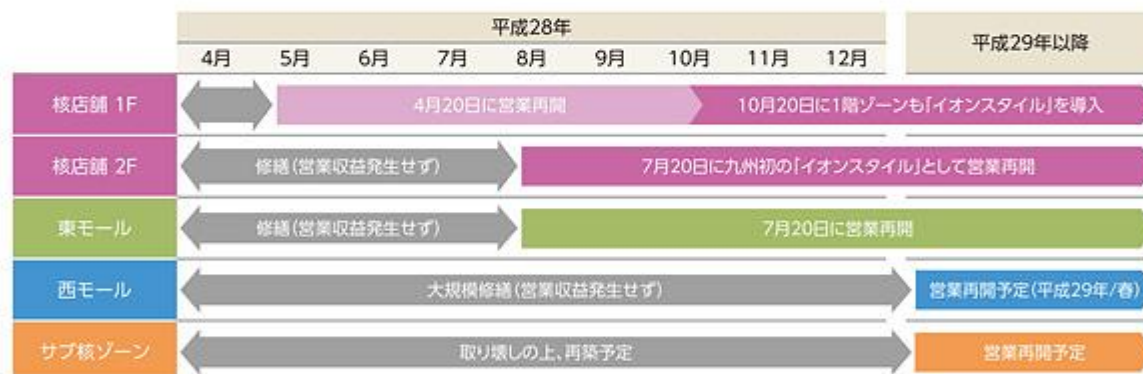 平成28年
平成29年以降
4月 5月 6月 7月 8月 9月 10月 11月 12月
核店舗 1F
4月20日に営業再開
10月20日に1階ゾーンも「イオンスタイル」を導入
核店舗 2F
修繕(営業収益発生せず)
7月20日に九州初の「イオンスタイル」として営業再開
東モール
修繕(営業収益発生せず)
7月20日に営業再開
西モール
大規模修繕(営業収益発生せず)
営業再開予定(平成29年/春)
サブ核ゾーン
取り壊しの上、再築予定
営業再開予定